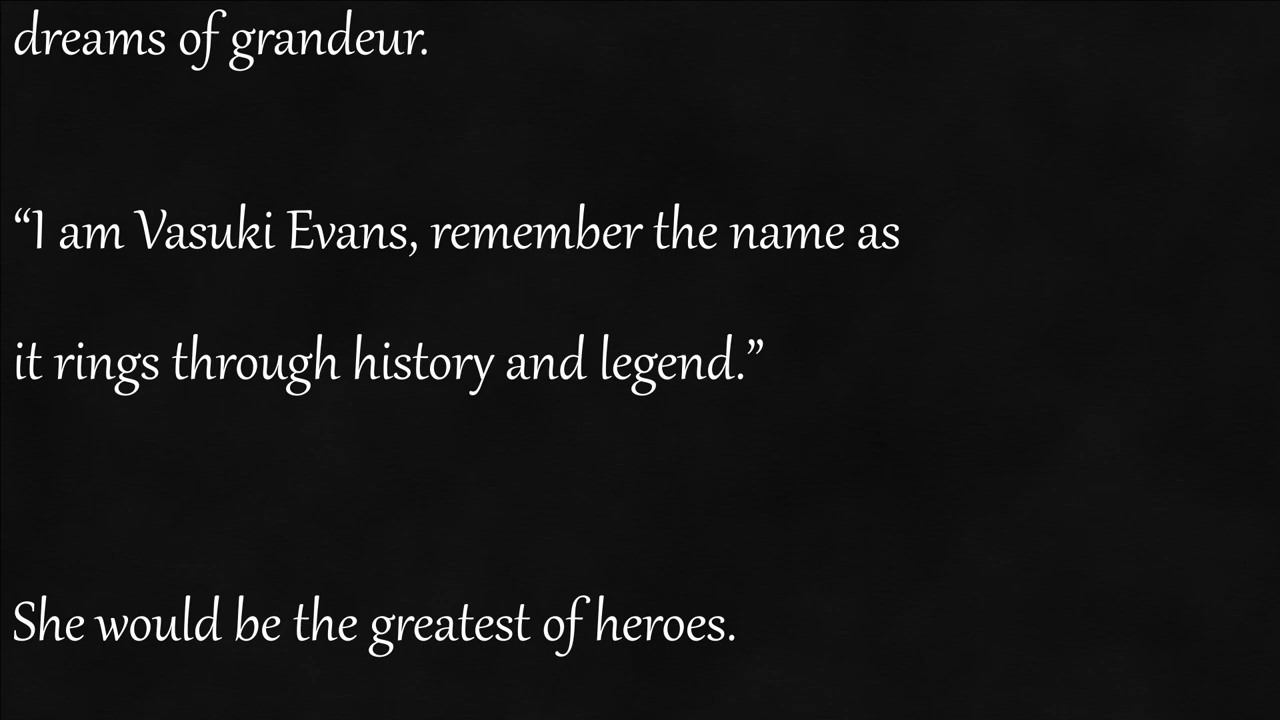 dreams of grandeur.
“I am Vasuki Evans, remember the name as
it rings through history and legend.”
She would be the greatest of heroes.